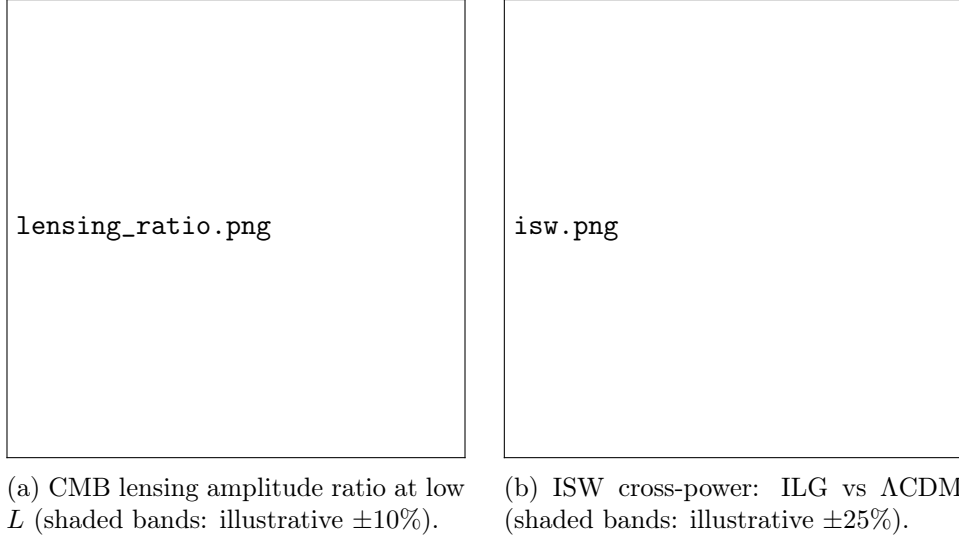 lensing_ratio.png
isw.png
(a) CMB lensing amplitude ratio at low
L (shaded bands: illustrative ±10%).
(b) ISW cross-power: ILG vs ΛCDM
(shaded bands: illustrative ±25%).